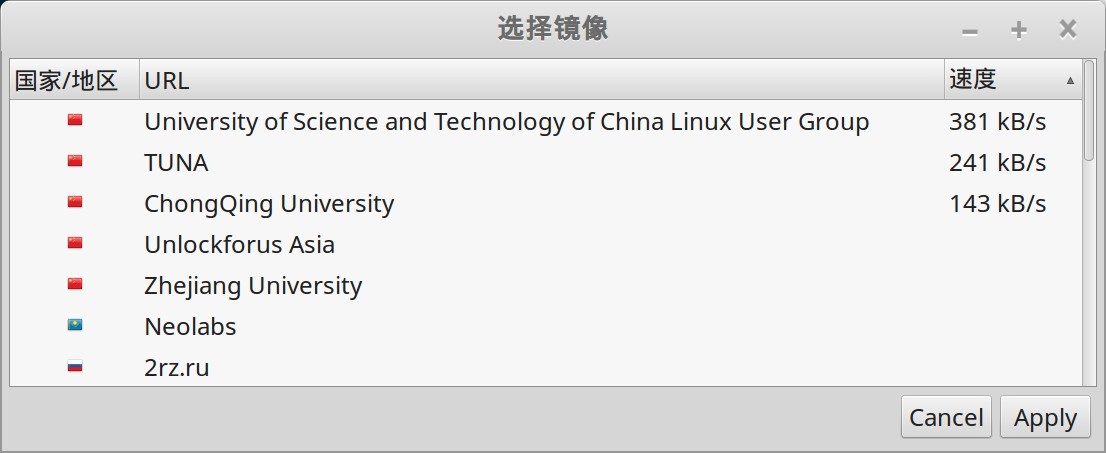 选择镜像
国家/地区 URL 速度
University of Science and Technology of China Linux User Group 381 kB/s
TUNA 241 kB/s
ChongQing University 143 kB/s
Unlockforus Asia
Zhejiang University
Neolabs
2rz.ru
Cancel Apply